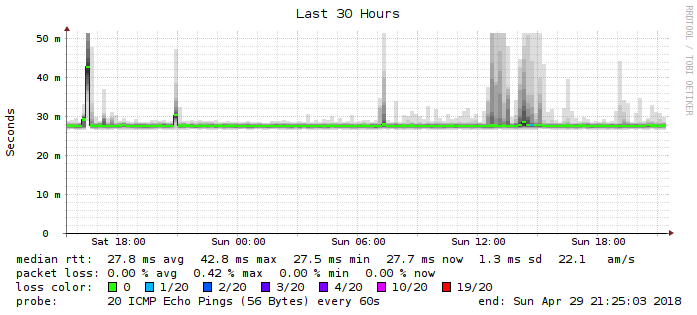 Last 30 Hours
RRDTOOL / TOBI OETIKER
Seconds
50 m
40 m
30 m
20 m
10 m
0
Sat 18:00 Sun 00:00 Sun 06:00 Sun 12:00 Sun 18:00
median rtt: 27.8 ms avg 42.8 ms max 27.5 ms min 27.7 ms now 1.3 ms sd 22.1 am/s
packet loss: 0.00 % avg 0.42 % max 0.00 % min 0.00 % now
loss color: 0 1/20 2/20 3/20 4/20 10/20 19/20
probe: 20 ICMP Echo Pings (56 Bytes) every 60s end: Sun Apr 29 21:25:03 2018